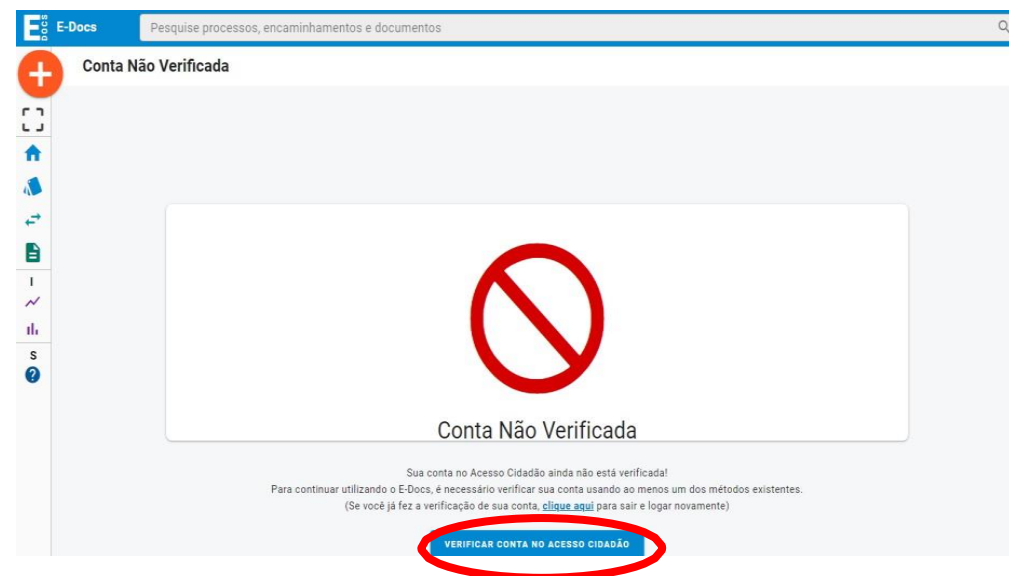 E DOCS E-Docs Pesquise processos, encaminhamentos e documentos
Conta Não Verificada
I
S
?
Conta Não Verificada
Sua conta no Acesso Cidadão ainda não está verificada!
Para continuar utilizando o E-Docs, é necessário verificar sua conta usando ao menos um dos métodos existentes.
(Se você já fez a verificação de sua conta, clique aqui para sair e logar novamente)
VERIFICAR CONTA NO ACESSO CIDADÃO